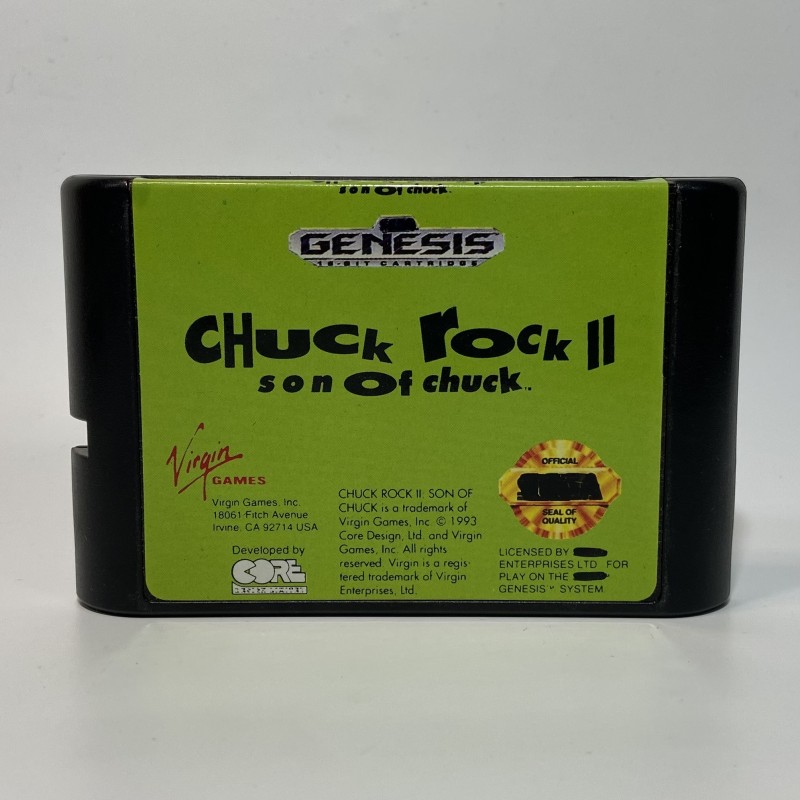 son Of chuck
GENESIS
16-BIT CARTRIDGE
CHUCK rOCK II
son Of chuck™
Virgin
GAMES
Virgin Games, Inc.
18061 Fitch Avenue
Irvine, CA 92714 USA
Developed by
CORE
CHUCK ROCK II: SON OF
CHUCK is a trademark of
Virgin Games, Inc. © 1993
Core Design, Ltd. and Virgin
Games, Inc. All rights
reserved. Virgin is a regis-
tered trademark of Virgin
Enterprises, Ltd.
OFFICIAL
SEAL OF
QUALITY
LICENSED BY
ENTERPRISES LTD. FOR
PLAY ON THE
GENESIS™ SYSTEM